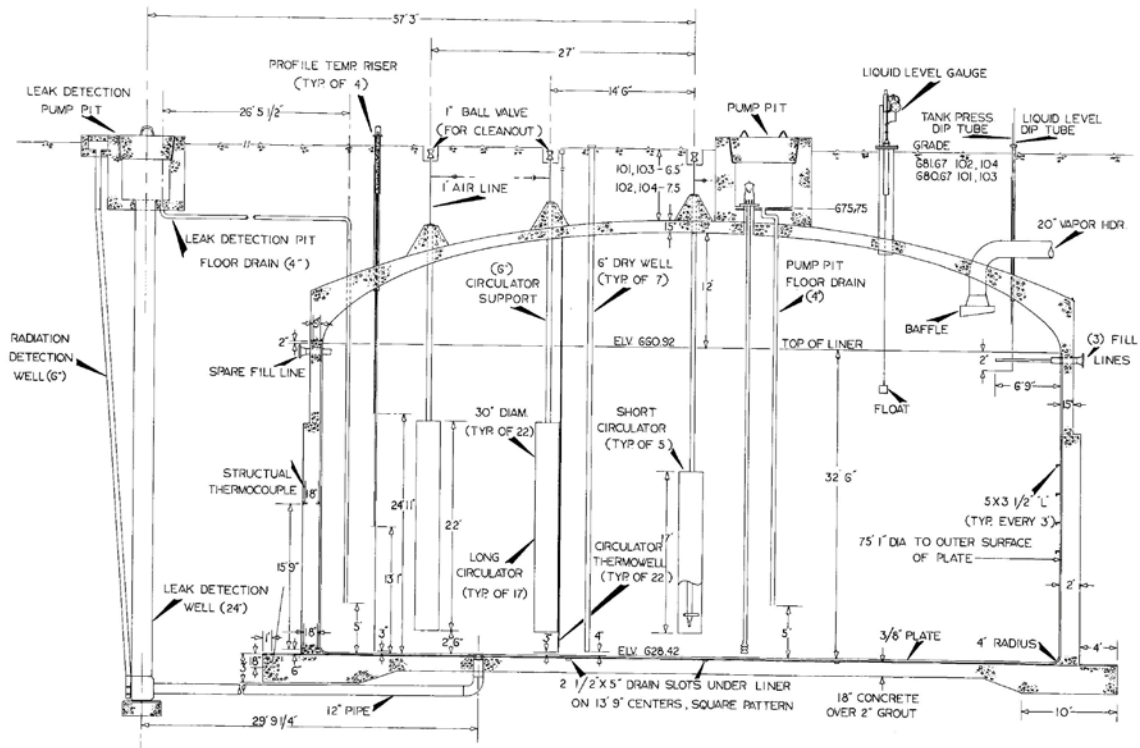 57' 3"
27'
14' 6"
26' 5 1/2"
LEAK DETECTION
PUMP PIT
PROFILE TEMP. RISER
(TYP. OF 4)
1" BALL VALVE
(FOR CLEANOUT)
PUMP PIT
LIQUID LEVEL GAUGE
TANK PRESS.
DIP TUBE
LIQUID LEVEL
DIP TUBE
GRADE
681.67 102, 104
680.67 101, 103
101, 103 - 6.5'
102, 104 - 7.5
1" AIR LINE
675.75
15"
20" VAPOR HDR.
LEAK DETECTION PIT
FLOOR DRAIN (4")
(6")
CIRCULATOR
SUPPORT
6" DRY WELL
(TYP. OF 7)
12'
PUMP PIT
FLOOR DRAIN
(4")
BAFFLE
RADIATION
DETECTION
WELL (6")
2"
SPARE FILL LINE
ELV. 660.92
TOP OF LINER
(3) FILL
LINES
2'
6' 9"
15"
FLOAT
30" DIAM.
(TYP. OF 22)
SHORT
CIRCULATOR
(TYP. OF 5)
STRUCTUAL
THERMOCOUPLE
18"
24' 11"
22'
32' 6"
5 X 3 1/2" L
(TYP. EVERY 3')
75' 1" DIA. TO OUTER SURFACE
OF PLATE
15' 9"
13' 1"
LONG
CIRCULATOR
(TYP. OF 17)
CIRCULATOR
THERMOWELL
(TYP. OF 22)
17'
2'
LEAK DETECTION
WELL (24")
5'
3"
2' 6"
4"
5'
3/8" PLATE
4" RADIUS
1'
18"
18"
6"
ELV. 628.42
4'
2 1/2" X 5" DRAIN SLOTS UNDER LINER
ON 13' 9" CENTERS, SQUARE PATTERN
18" CONCRETE
OVER 2" GROUT
12" PIPE
29' 9 1/4"
10'